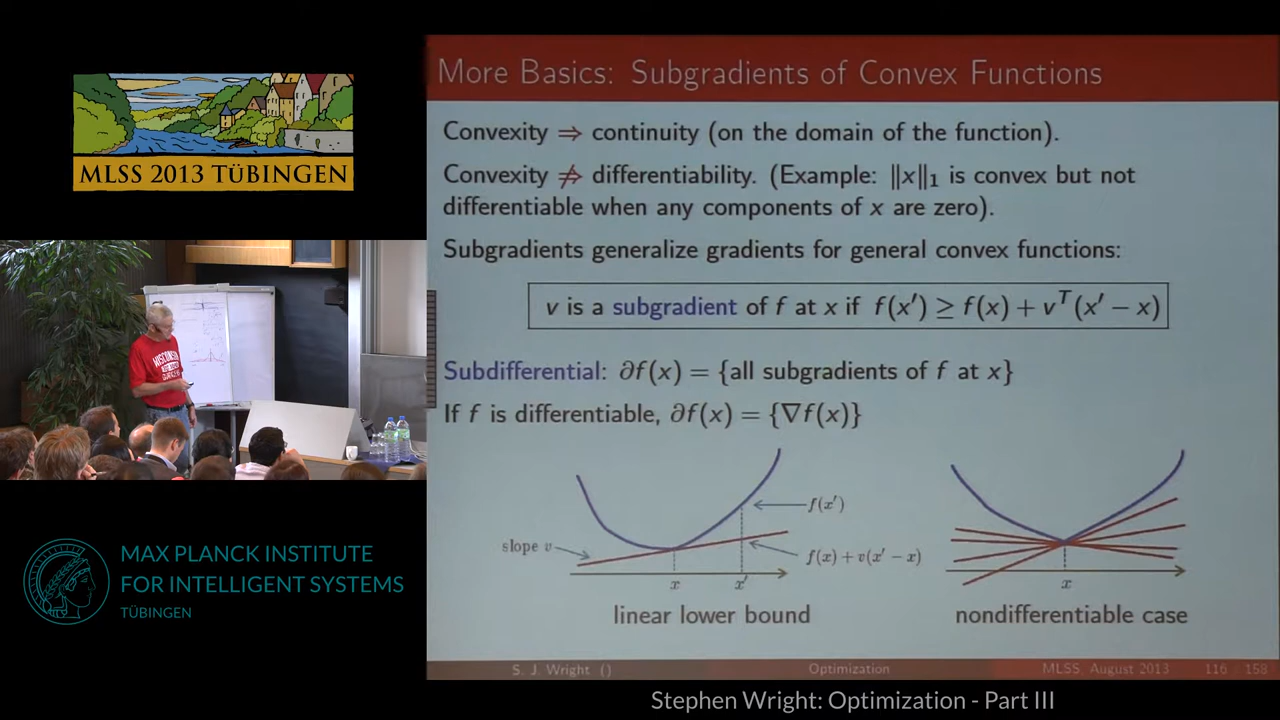 MLSS 2013 TÜBINGEN
WISCONSIN
MAX PLANCK INSTITUTE
FOR INTELLIGENT SYSTEMS
TÜBINGEN
More Basics: Subgradients of Convex Functions
Convexity ⇒ continuity (on the domain of the function).
Convexity ⇏ differentiability. (Example: ‖x‖₁ is convex but not
differentiable when any components of x are zero).
Subgradients generalize gradients for general convex functions:
v is a subgradient of f at x if f(x′) ≥ f(x) + vᵀ(x′ − x)
Subdifferential: ∂f(x) = {all subgradients of f at x}
If f is differentiable, ∂f(x) = {∇f(x)}
f(x′)
slope v
f(x) + v(x′ − x)
x x′
x
linear lower bound
nondifferentiable case
S. J. Wright () Optimization MLSS, August 2013 116 / 158
Stephen Wright: Optimization - Part III